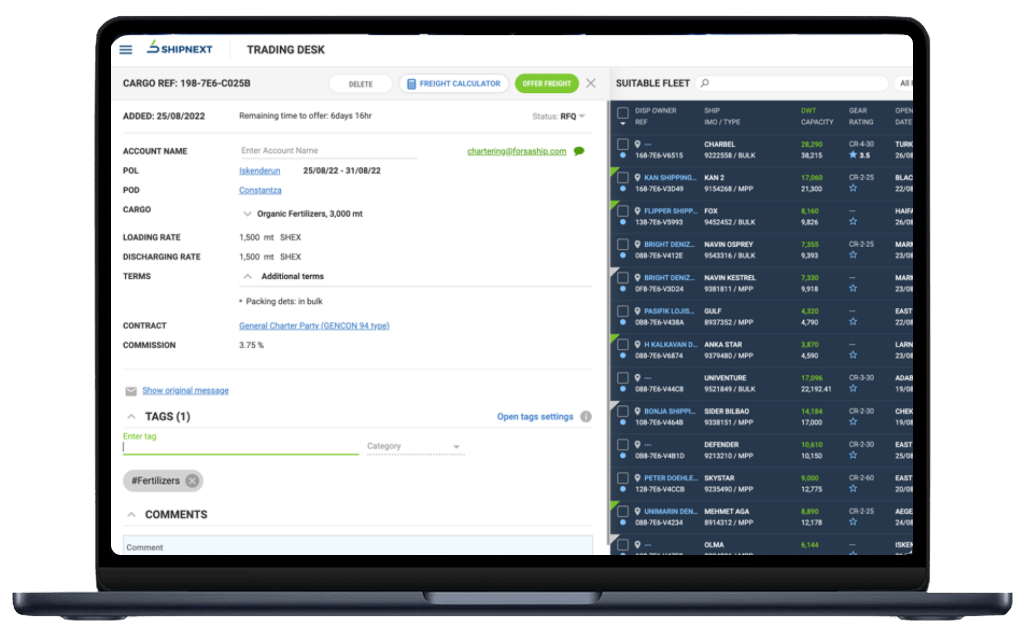 SHIPNEXT TRADING DESK
CARGO REF: 198-7E6-C025B DELETE FREIGHT CALCULATOR OFFER FREIGHT
ADDED: 25/08/2022 Remaining time to offer: 6days 16hr Status: RFQ
ACCOUNT NAME Enter Account Name chartering@forsaship.com
POL Iskenderun 25/08/22 - 31/08/22
POD Constantza
CARGO Organic Fertilizers, 3,000 mt
LOADING RATE 1,500 mt SHEX
DISCHARGING RATE 1,500 mt SHEX
TERMS Additional terms
• Packing dets: in bulk
CONTRACT General Charter Party (GENCON 94 type)
COMMISSION 3.75 %
Show original message
TAGS (1) Open tags settings
Enter tag
Category
#Fertilizers
COMMENTS
Comment
SUITABLE FLEET All
DISP OWNER SHIP DWT GEAR OPEN
REF IMO / TYPE CAPACITY RATING DATE
--- CHARBEL 28,290 CR-4-30 TURK
168-7E6-V6515 9222558 / BULK 38,215 3.5 26/08
KAN SHIPPING... KAN 2 17,060 CR-2-25 BLAC
168-7E6-V3D49 9154268 / MPP 21,300 22/08
FLIPPER SHIPP... FOX 8,160 --- HAIFA
138-7E6-V5993 9452452 / BULK 9,826 26/08
BRIGHT DENIZ... NAVIN OSPREY 7,355 CR-2-25 MARM
088-7E6-V412E 9543316 / BULK 9,393 23/08
BRIGHT DENIZ... NAVIN KESTREL 7,330 --- MARM
0F8-7E6-V3D24 9381811 / MPP 9,918 23/08
PASIFIK LOJIS... GULF 4,320 --- EAST
088-7E6-V438A 8937352 / MPP 4,790 22/08
H KALKAVAN D... ANKA STAR 3,870 --- LARN
088-7E6-V6874 9379480 / MPP 4,590 23/08
--- UNIVENTURE 17,096 CR-3-30 ADAB
088-7E6-V44C8 9521849 / BULK 22,192.41 19/08
BONJA SHIPPI... SIDER BILBAO 14,184 CR-2-30 CHEK
108-7E6-V464B 9338151 / MPP 17,000 19/08
--- DEFENDER 10,610 CR-2-30 EAST
088-7E6-V4B1D 9213210 / MPP 10,150 25/08
PETER DOEHLE... SKYSTAR 9,000 CR-2-60 EAST
128-7E6-V4CCB 9235490 / MPP 12,775 20/08
UNIMARIN DEN... MEHMET AGA 8,890 CR-2-25 AEGE
088-7E6-V4234 8914312 / MPP 12,178 24/08
--- OLMA 6,144 --- ISKEN